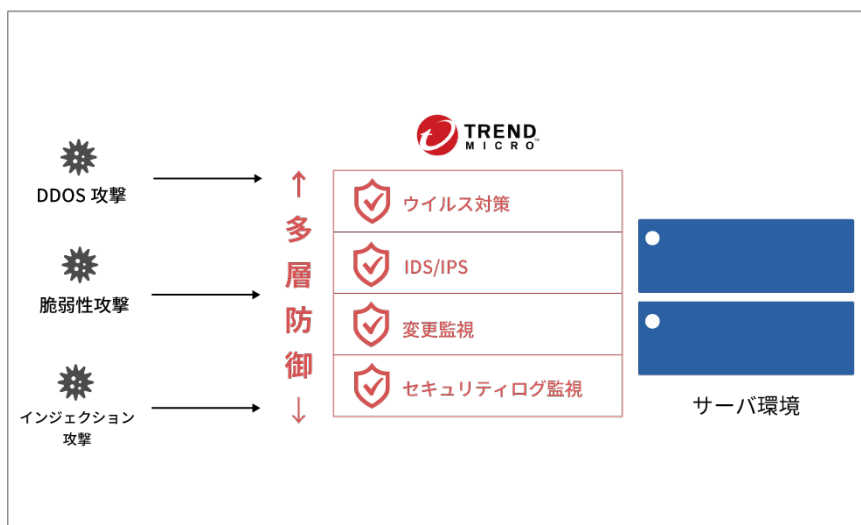 TREND
MICRO™
DDOS 攻撃
脆弱性攻撃
インジェクション
攻撃
↑多層防御↓
ウイルス対策
IDS/IPS
変更監視
セキュリティログ監視
サーバ環境